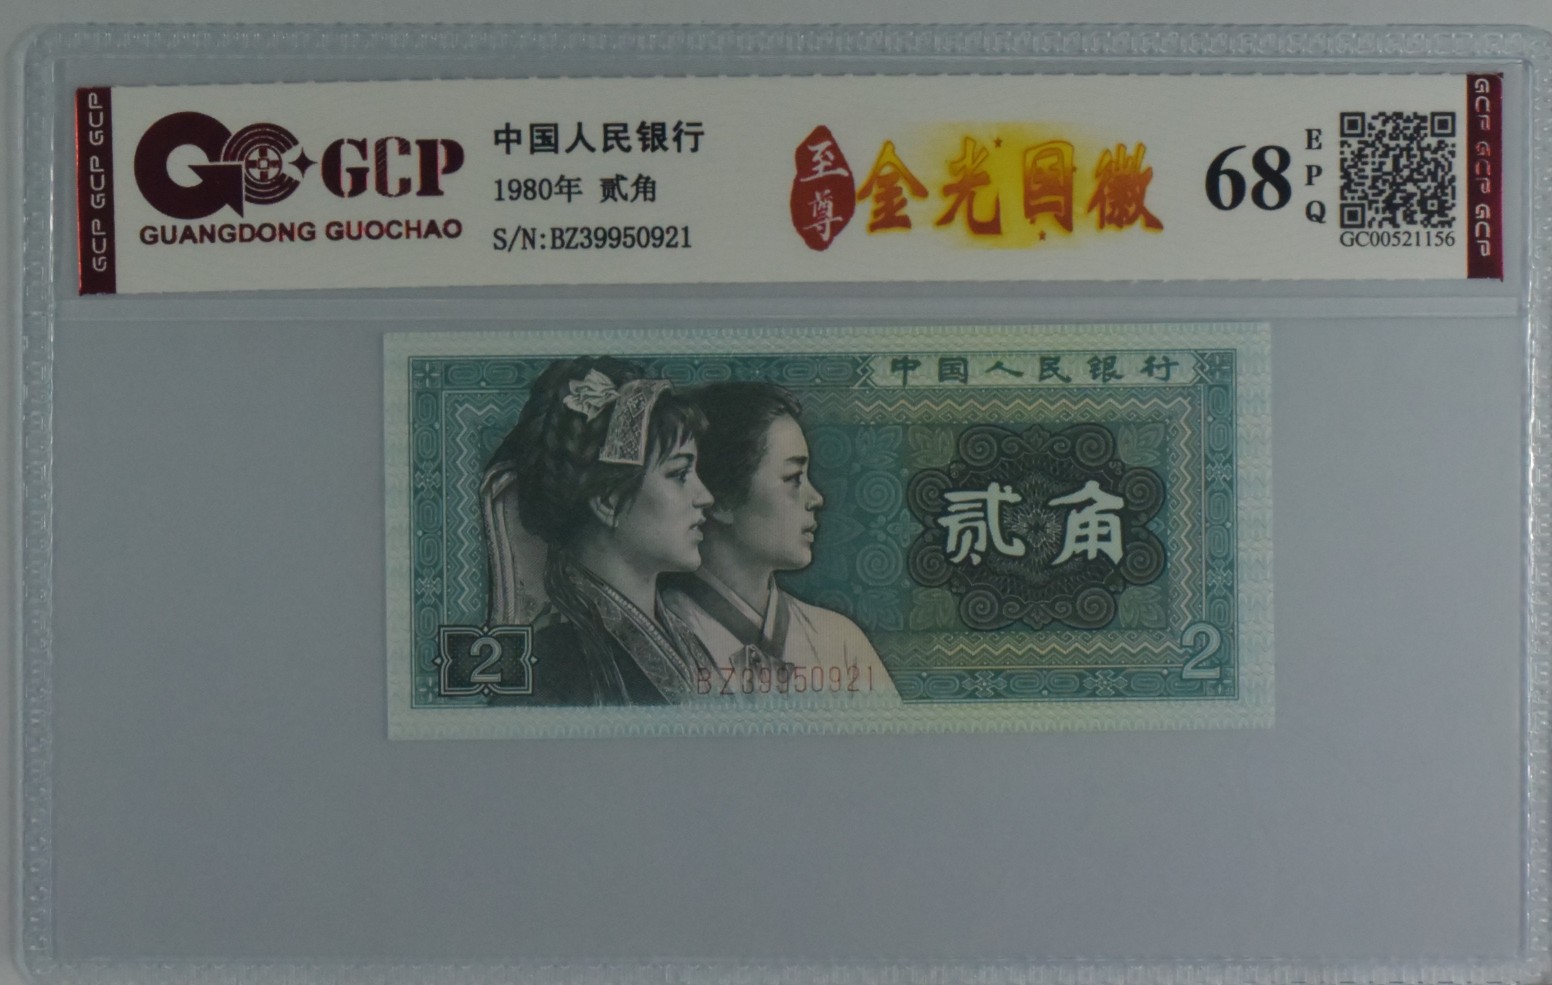 GCP GCP GCP
GCP
GUANGDONG GUOCHAO
中国人民银行
1980年 贰角
S/N:BZ39950921
至尊
金光国徽
68
EPQ
GC00521156
GCP GCP GCP
中国人民银行
贰角
2
2
BZ39950921